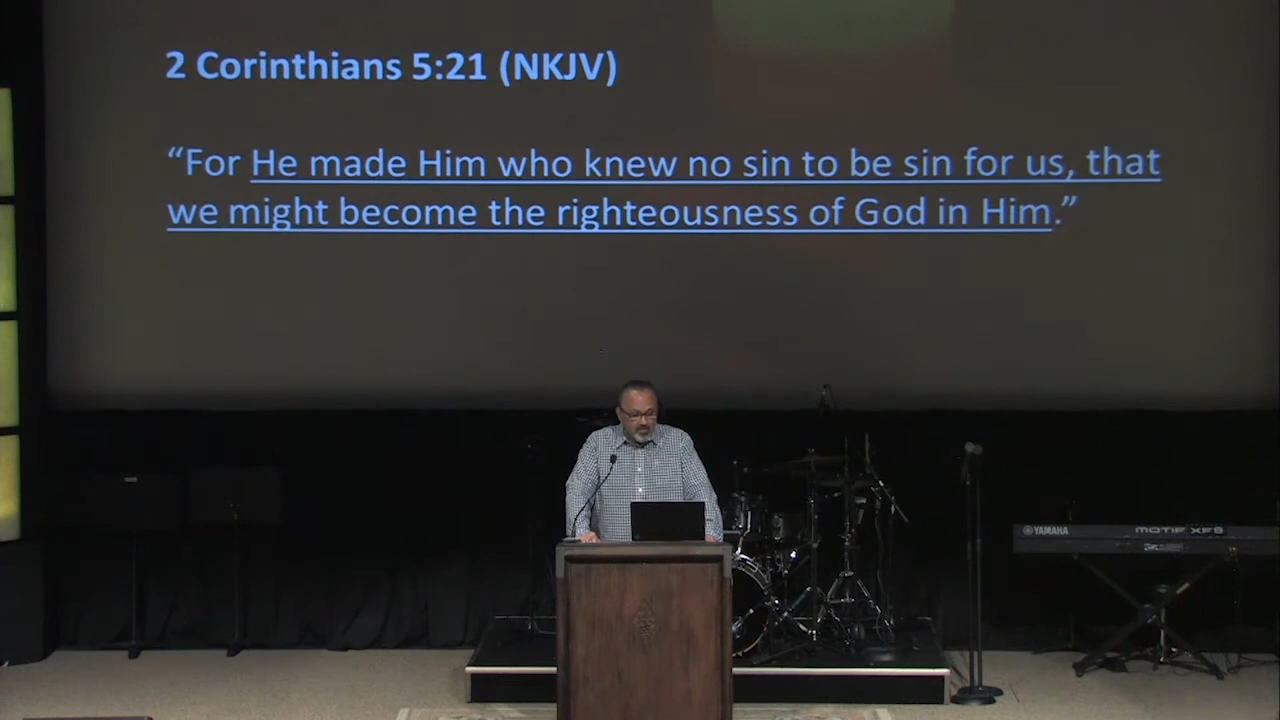 2 Corinthians 5:21 (NKJV)
“For He made Him who knew no sin to be sin for us, that
we might become the righteousness of God in Him.”
YAMAHA
MOTIF XF8